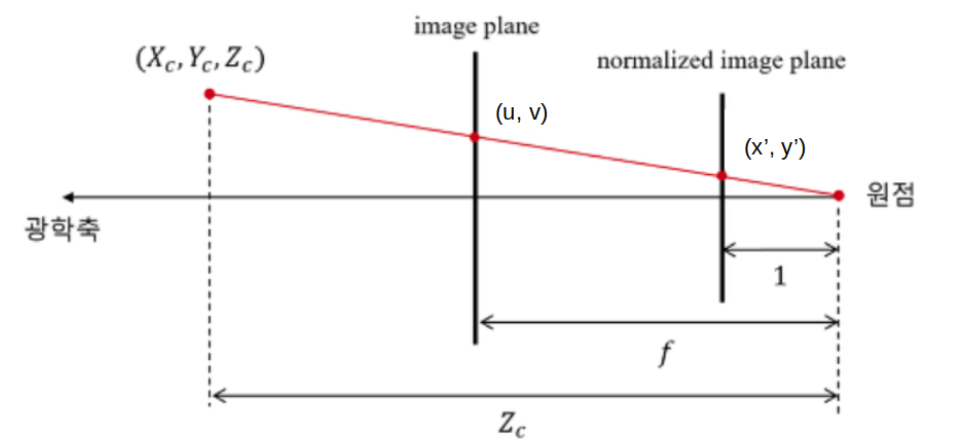 image plane
(X_c, Y_c, Z_c)
normalized image plane
(u, v)
(x’, y’)
원점
광학축
1
f
Z_c